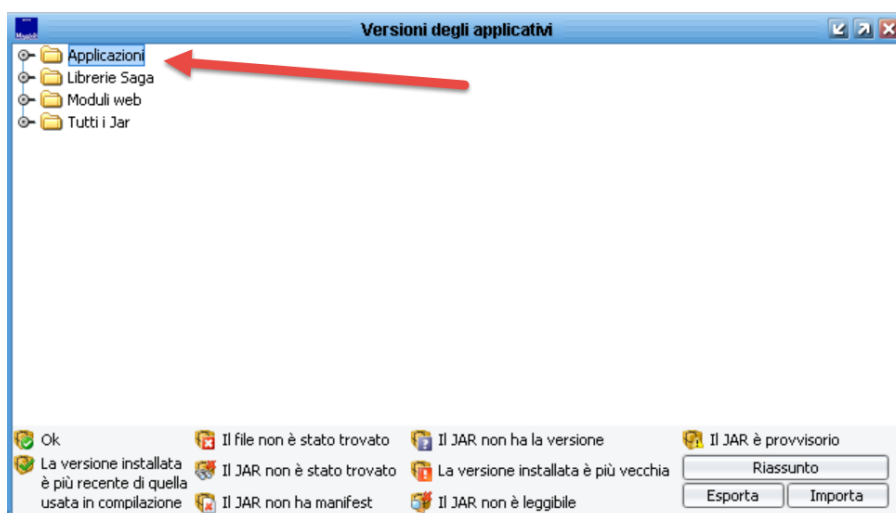 Versioni degli applicativi
Applicazioni
Librerie Saga
Moduli web
Tutti i Jar
Ok
Il file non è stato trovato
Il JAR non ha la versione
Il JAR è provvisorio
La versione installata
è più recente di quella
usata in compilazione
Il JAR non è stato trovato
La versione installata è più vecchia
Riassunto
Il JAR non ha manifest
Il JAR non è leggibile
Esporta
Importa